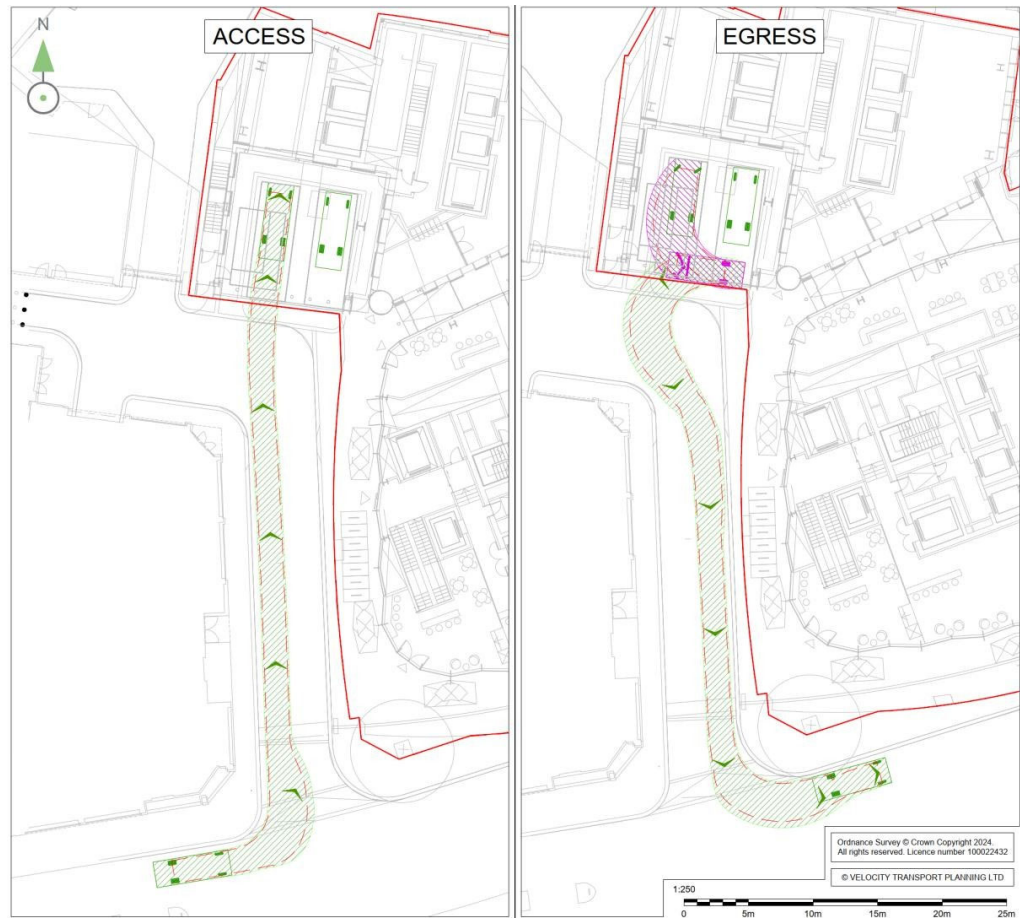 N
ACCESS
EGRESS
Ordnance Survey © Crown Copyright 2024.
All rights reserved. Licence number 100022432
© VELOCITY TRANSPORT PLANNING LTD
1:250
0 5m 10m 15m 20m 25m